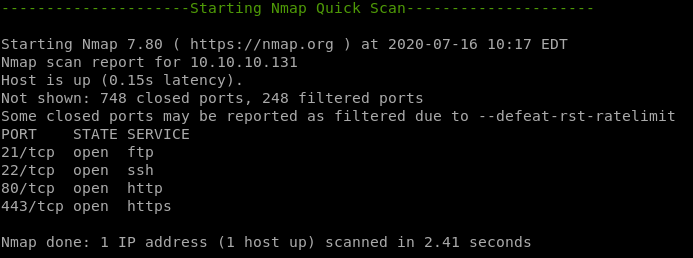 ---------------------Starting Nmap Quick Scan---------------------
Starting Nmap 7.80 ( https://nmap.org ) at 2020-07-16 10:17 EDT
Nmap scan report for 10.10.10.131
Host is up (0.15s latency).
Not shown: 748 closed ports, 248 filtered ports
Some closed ports may be reported as filtered due to --defeat-rst-ratelimit
PORT    STATE SERVICE
21/tcp  open  ftp
22/tcp  open  ssh
80/tcp  open  http
443/tcp open  https
Nmap done: 1 IP address (1 host up) scanned in 2.41 seconds